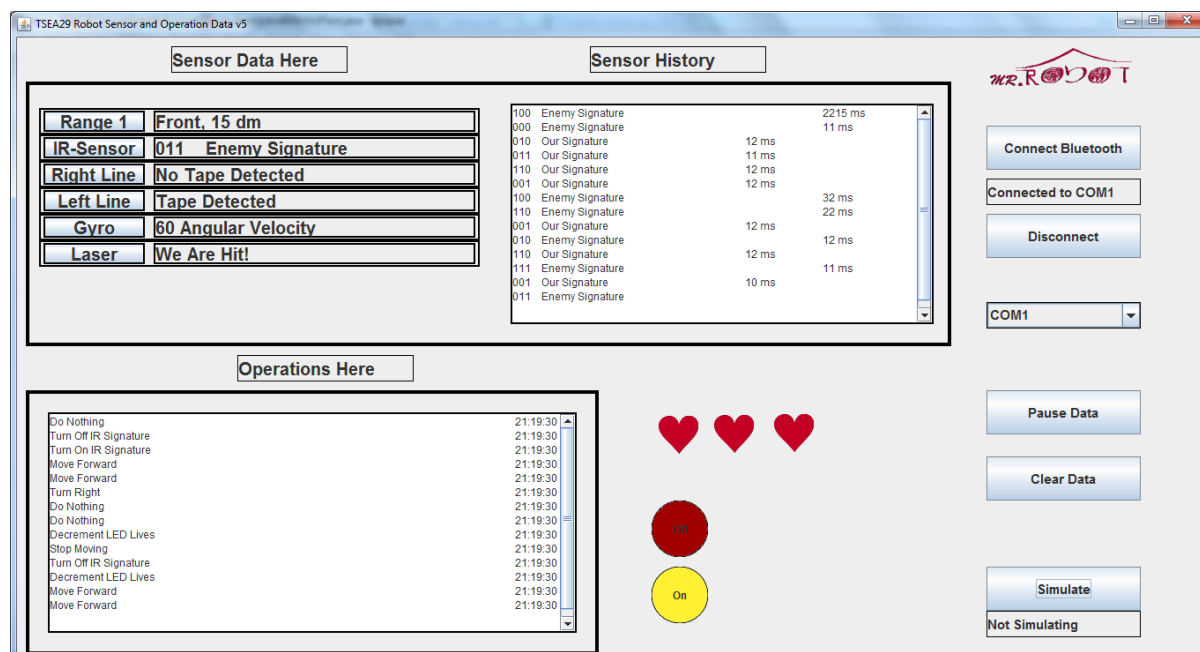 TSEA29 Robot Sensor and Operation Data v5
Sensor Data Here
Sensor History
MR.ROBOT
Range 1 Front, 15 dm
IR-Sensor 011 Enemy Signature
Right Line No Tape Detected
Left Line Tape Detected
Gyro 60 Angular Velocity
Laser We Are Hit!
100 Enemy Signature 2215 ms
000 Enemy Signature 11 ms
010 Our Signature 12 ms
011 Our Signature 11 ms
110 Our Signature 12 ms
001 Our Signature 12 ms
100 Enemy Signature 32 ms
110 Enemy Signature 22 ms
001 Our Signature 12 ms
010 Enemy Signature 12 ms
110 Our Signature 12 ms
111 Enemy Signature 11 ms
001 Our Signature 10 ms
011 Enemy Signature
Connect Bluetooth
Connected to COM1
Disconnect
COM1
Operations Here
Do Nothing 21:19:30
Turn Off IR Signature 21:19:30
Turn On IR Signature 21:19:30
Move Forward 21:19:30
Move Forward 21:19:30
Turn Right 21:19:30
Do Nothing 21:19:30
Do Nothing 21:19:30
Decrement LED Lives 21:19:30
Stop Moving 21:19:30
Turn Off IR Signature 21:19:30
Decrement LED Lives 21:19:30
Move Forward 21:19:30
Move Forward 21:19:30
Off
On
Pause Data
Clear Data
Simulate
Not Simulating